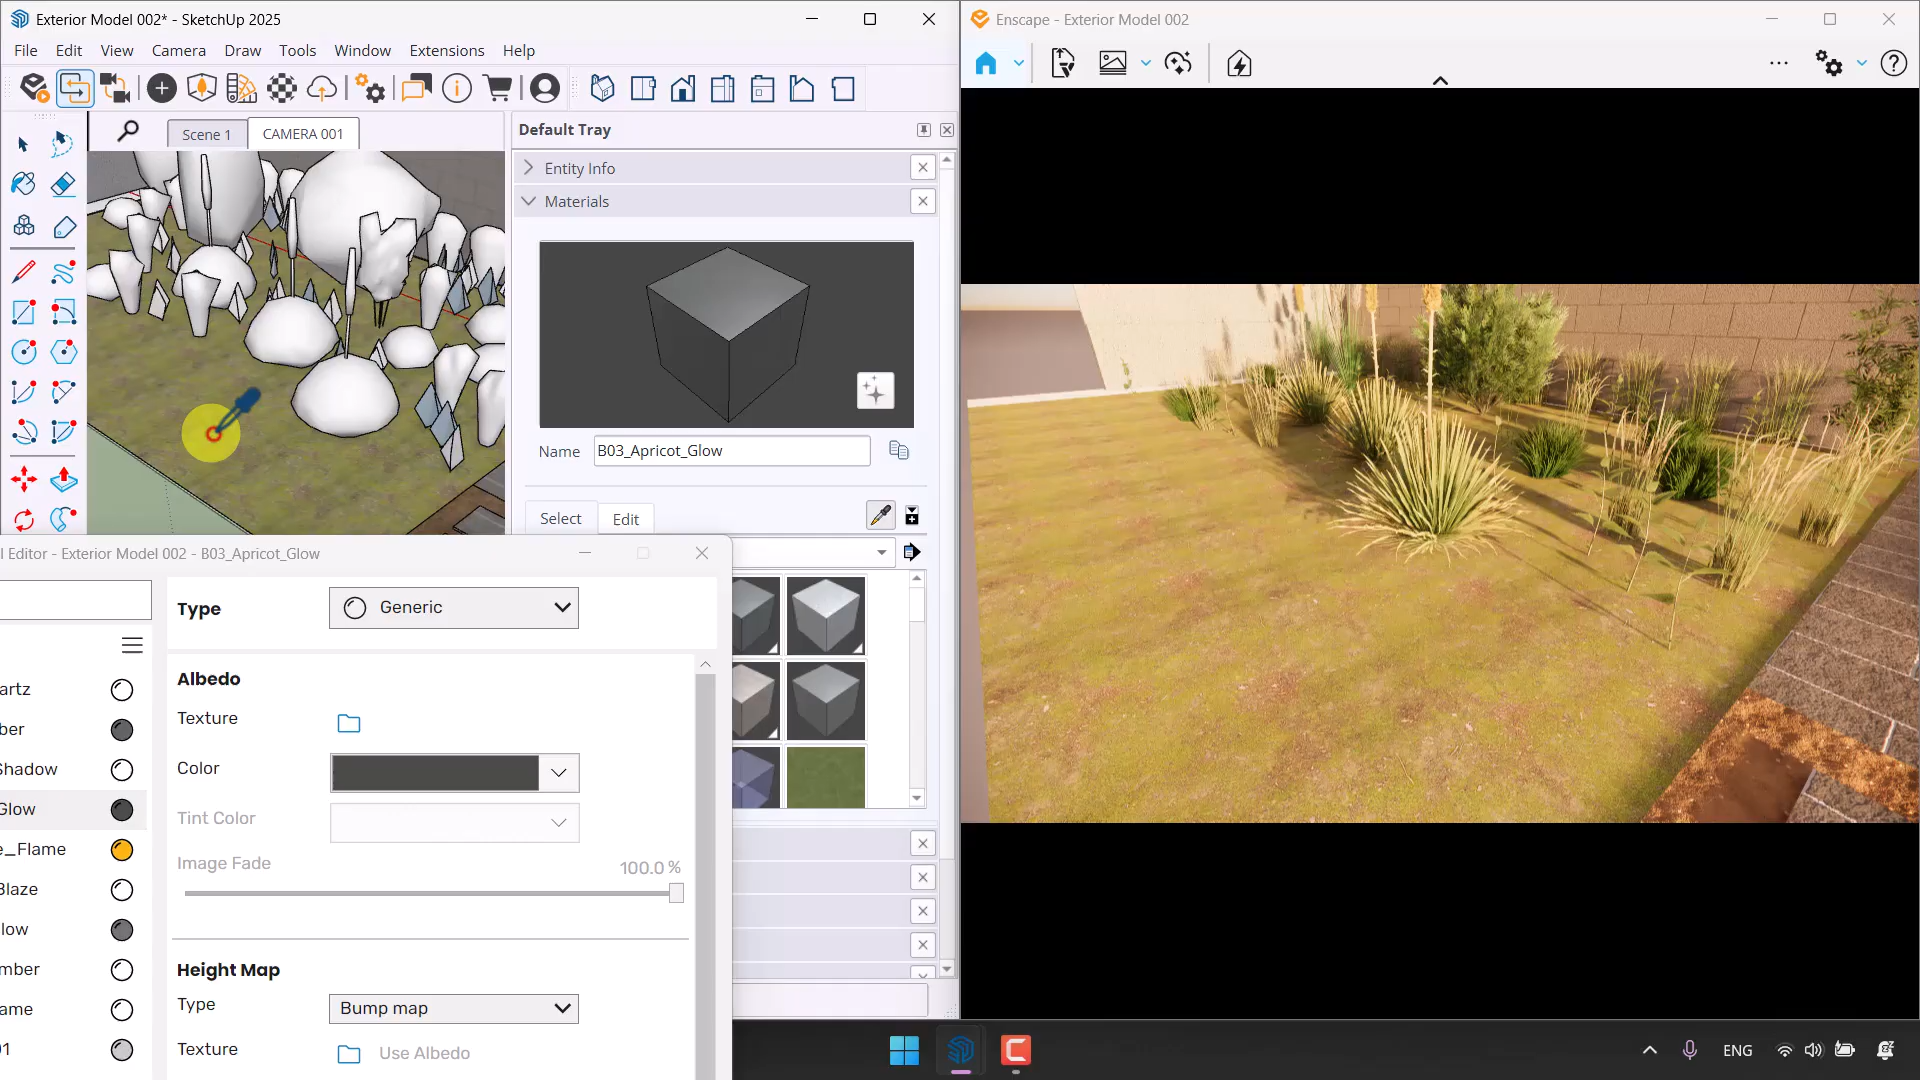 Exterior Model 002* - SketchUp 2025
File Edit View Camera Draw Tools Window Extensions Help
Scene 1
CAMERA 001
Default Tray
Entity Info
Materials
Name
B03_Apricot_Glow
Select
Edit
l Editor - Exterior Model 002 - B03_Apricot_Glow
Type
Generic
Albedo
Texture
Color
Tint Color
Image Fade
100.0 %
Height Map
Type
Bump map
Texture
Use Albedo
artz
ber
Shadow
Glow
e_Flame
Blaze
low
mber
ame
01
Enscape - Exterior Model 002
ENG